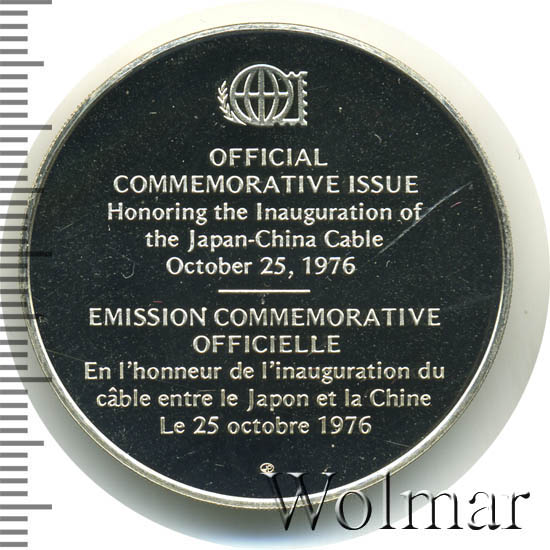 OFFICIAL
COMMEMORATIVE ISSUE
Honoring the Inauguration of
the Japan-China Cable
October 25, 1976
EMISSION COMMEMORATIVE
OFFICIELLE
En l'honneur de l'inauguration du
câble entre le Japon et la Chine
Le 25 octobre 1976
Wolmar